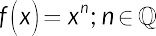 f(x) = xⁿ; n ∈ ℚ